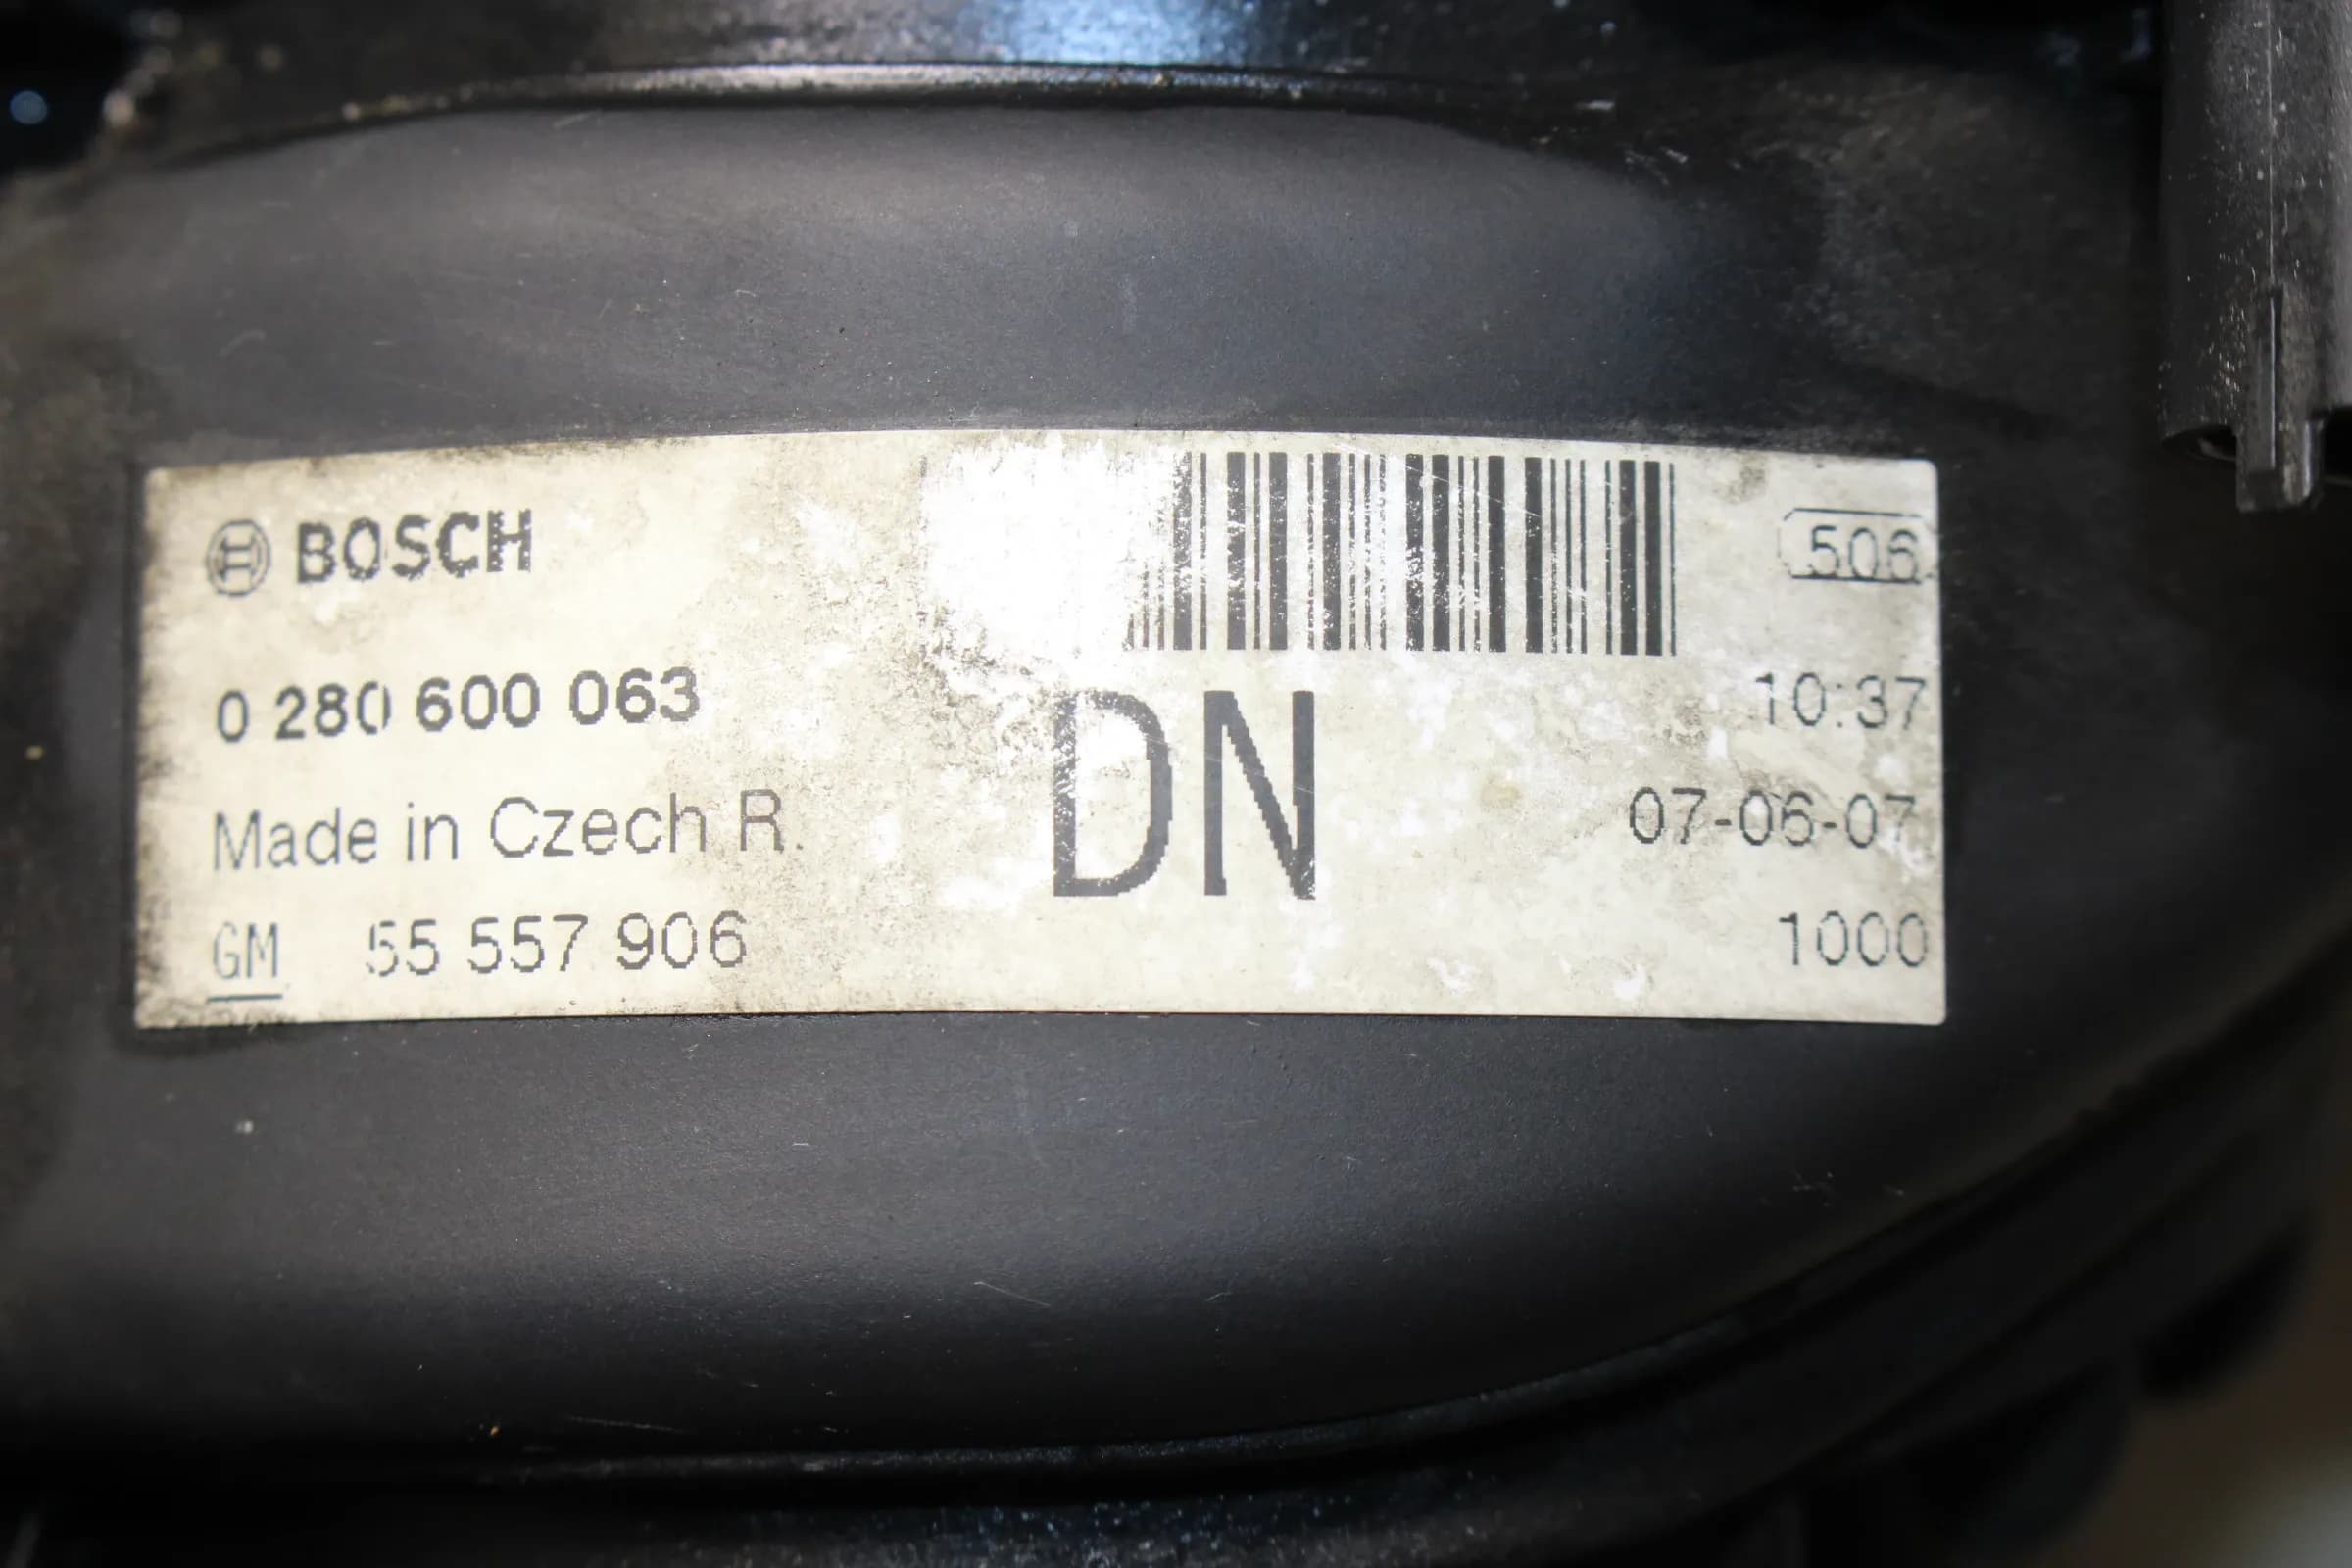 BOSCH
506
0 280 600 063
10:37
DN
Made in Czech R.
07-06-07
GM 55 557 906
1000